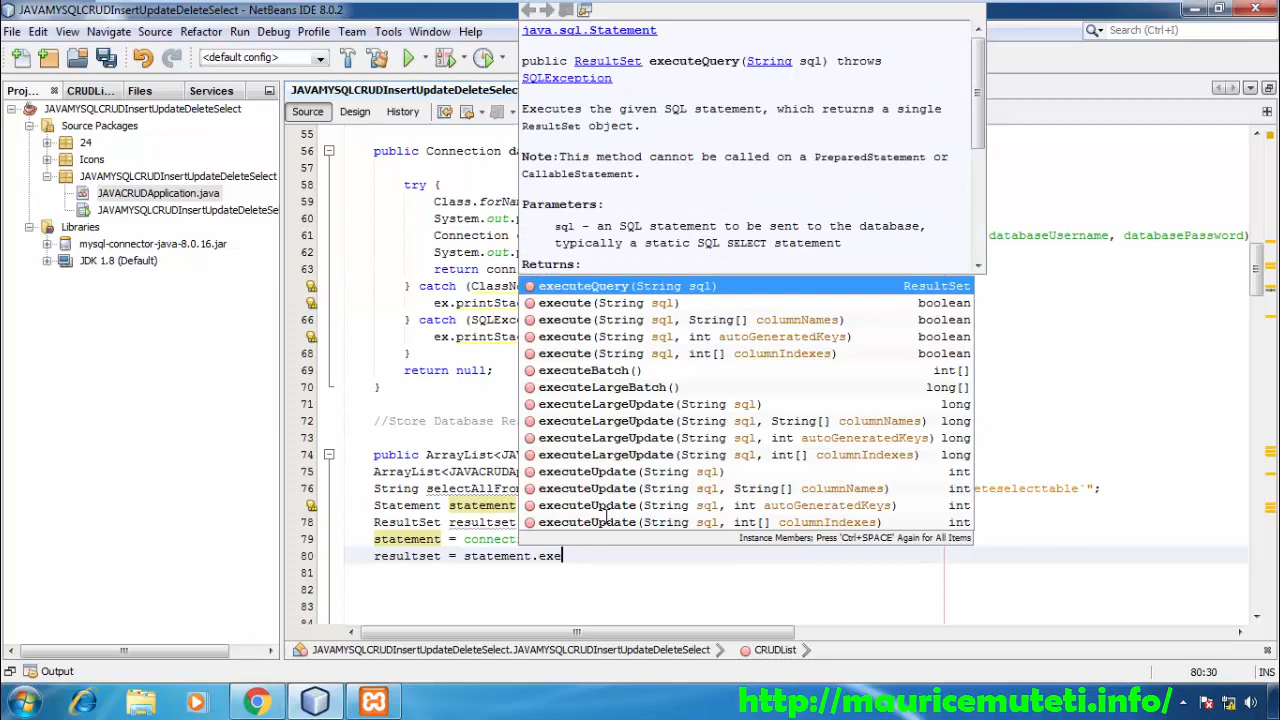 JAVAMYSQLCRUDInsertUpdateDeleteSelect - NetBeans IDE 8.0.2
File Edit View Navigate Source Refactor Run Debug Profile Team Tools Window Help
Search (Ctrl+I)
<default config>
Proj... CRUDLi... Files Services
JAVAMYSQLCRUDInsertUpdateDeleteSelec
Source Design History
JAVAMYSQLCRUDInsertUpdateDeleteSelect
Source Packages
24
Icons
JAVAMYSQLCRUDInsertUpdateDeleteSelect
JAVACRUDApplication.java
JAVAMYSQLCRUDInsertUpdateDeleteSe
Libraries
mysql-connector-java-8.0.16.jar
JDK 1.8 (Default)
java.sql.Statement
public ResultSet executeQuery(String sql) throws
SQLException
Executes the given SQL statement, which returns a single
ResultSet object.
Note:This method cannot be called on a PreparedStatement or
CallableStatement.
Parameters:
sql - an SQL statement to be sent to the database,
typically a static SQL SELECT statement
Returns:
55
56 public Connection da
57
58 try {
59 Class.forNa
60 System.out.p
61 Connection c databaseUsername, databasePassword)
62 System.out.p
63 return conn
} catch (ClassN
ex.printStac
66 } catch (SQLExce
ex.printStac
68 }
69 return null;
70 }
71
72 //Store Database Re
73
74 public ArrayList<JA
75 ArrayList<JAVACRUDAp
76 String selectAllFrom eteselecttable`";
Statement statement
78 ResultSet resultset
79 statement = connecti
80 resultset = statement.exe
81
82
83
84
executeQuery(String sql) ResultSet
execute(String sql) boolean
execute(String sql, String[] columnNames) boolean
execute(String sql, int autoGeneratedKeys) boolean
execute(String sql, int[] columnIndexes) boolean
executeBatch() int[]
executeLargeBatch() long[]
executeLargeUpdate(String sql) long
executeLargeUpdate(String sql, String[] columnNames) long
executeLargeUpdate(String sql, int autoGeneratedKeys) long
executeLargeUpdate(String sql, int[] columnIndexes) long
executeUpdate(String sql) int
executeUpdate(String sql, String[] columnNames) int
executeUpdate(String sql, int autoGeneratedKeys) int
executeUpdate(String sql, int[] columnIndexes) int
Instance Members; Press 'Ctrl+SPACE' Again for All Items
JAVAMYSQLCRUDInsertUpdateDeleteSelect.JAVAMYSQLCRUDInsertUpdateDeleteSelect CRUDList
Output
80:30 INS
http://mauricemuteti.info/